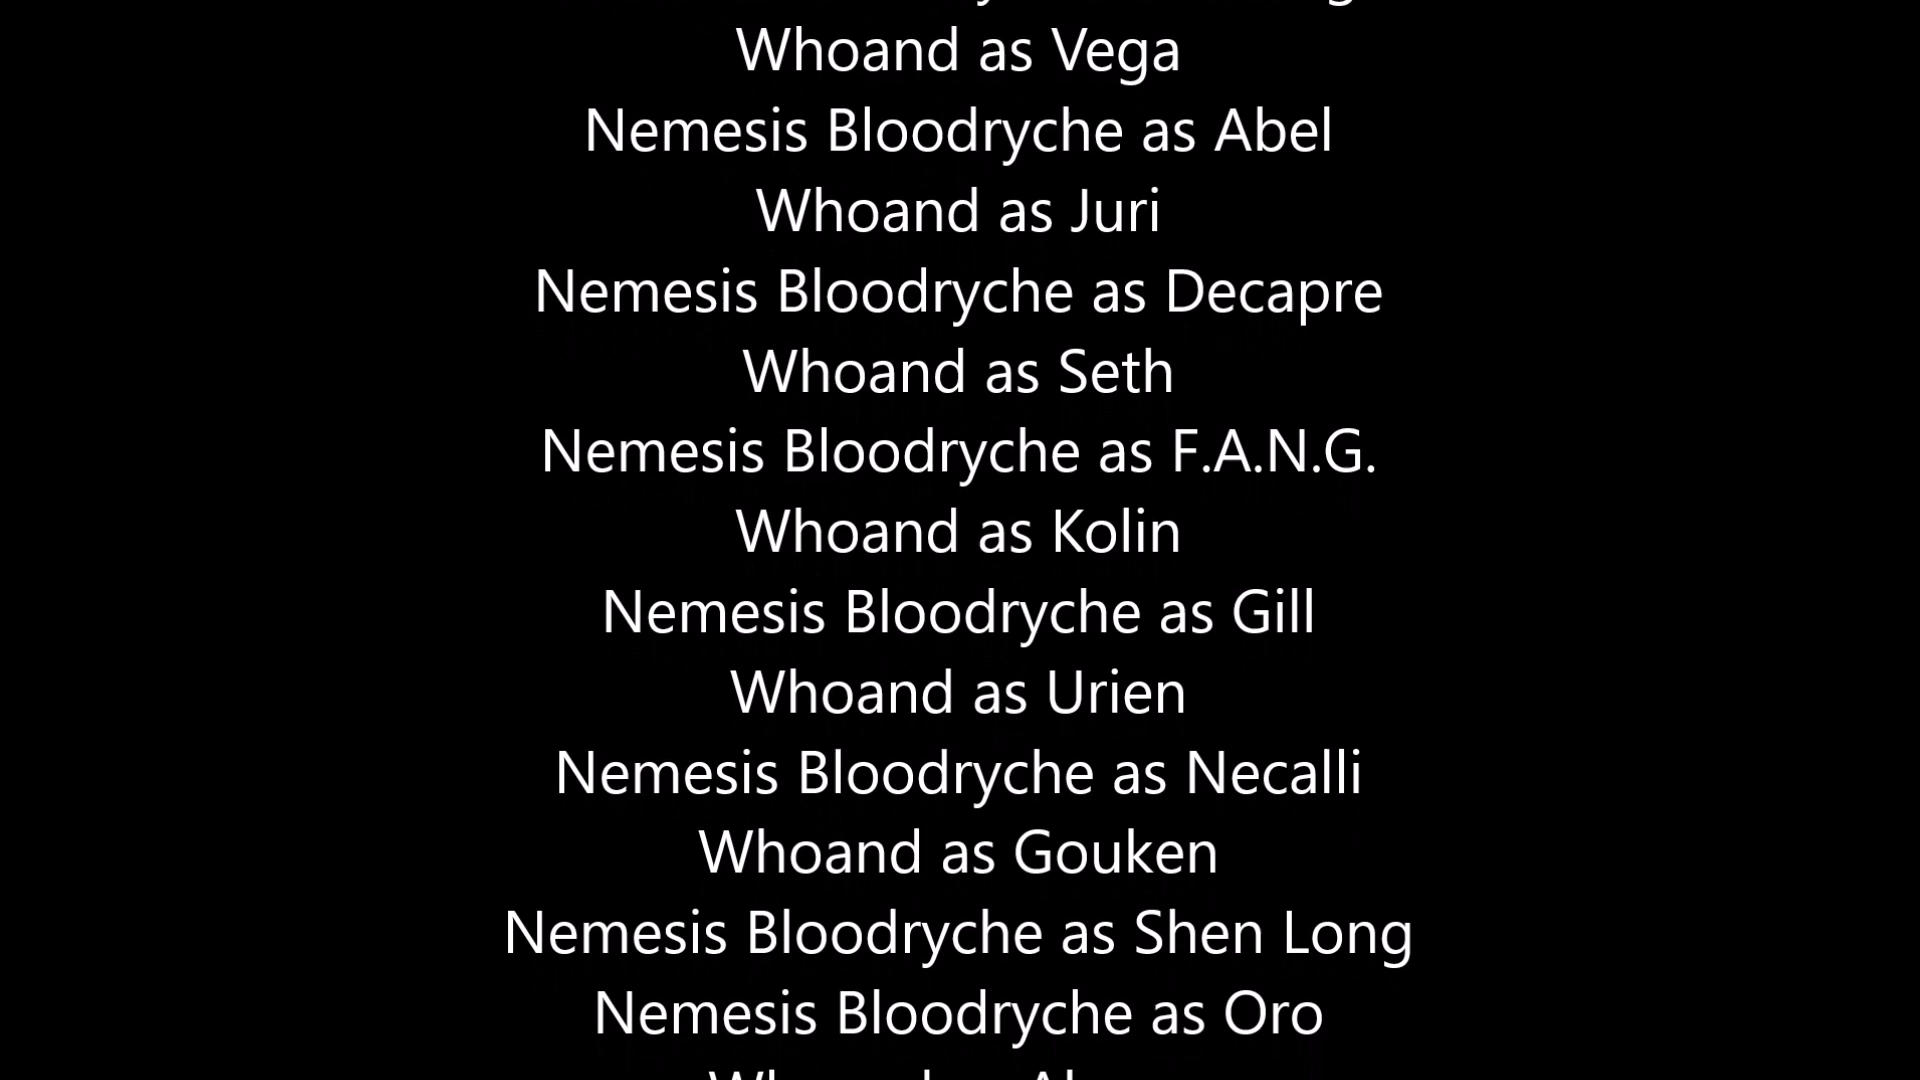 Whoand as Vega
Nemesis Bloodryche as Abel
Whoand as Juri
Nemesis Bloodryche as Decapre
Whoand as Seth
Nemesis Bloodryche as F.A.N.G.
Whoand as Kolin
Nemesis Bloodryche as Gill
Whoand as Urien
Nemesis Bloodryche as Necalli
Whoand as Gouken
Nemesis Bloodryche as Shen Long
Nemesis Bloodryche as Oro